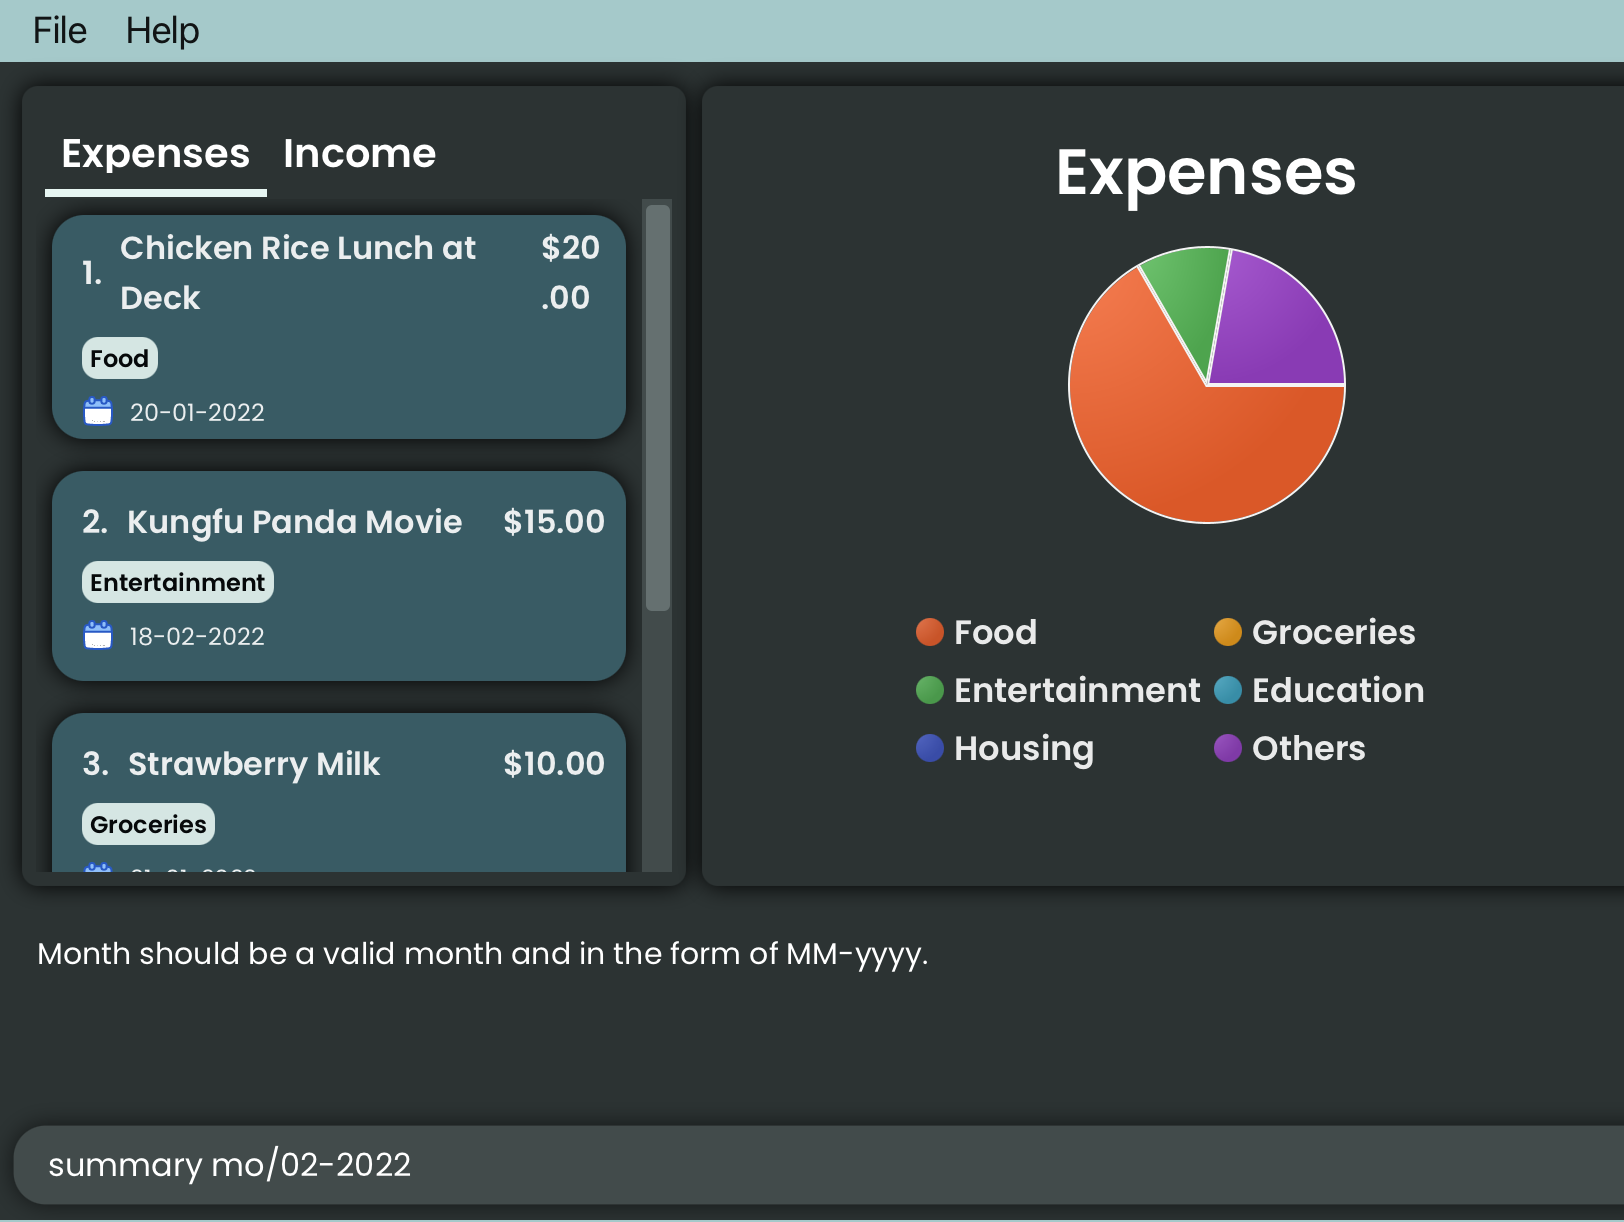 File Help
Expenses Income
1. Chicken Rice Lunch at Deck $20.00
Food
20-01-2022
2. Kungfu Panda Movie $15.00
Entertainment
18-02-2022
3. Strawberry Milk $10.00
Groceries
Expenses
Food Groceries
Entertainment Education
Housing Others
Month should be a valid month and in the form of MM-yyyy.
summary mo/02-2022